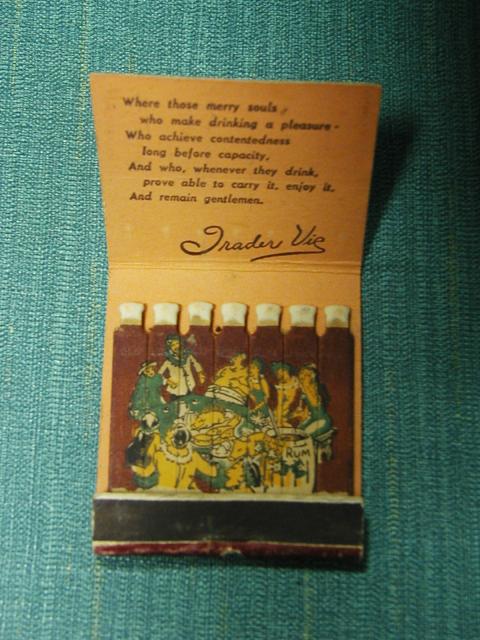 Where those merry souls
who make drinking a pleasure-
Who achieve contentedness
long before capacity,
And who, whenever they drink,
prove able to carry it, enjoy it,
And remain gentlemen.
Trader Vic
RUM